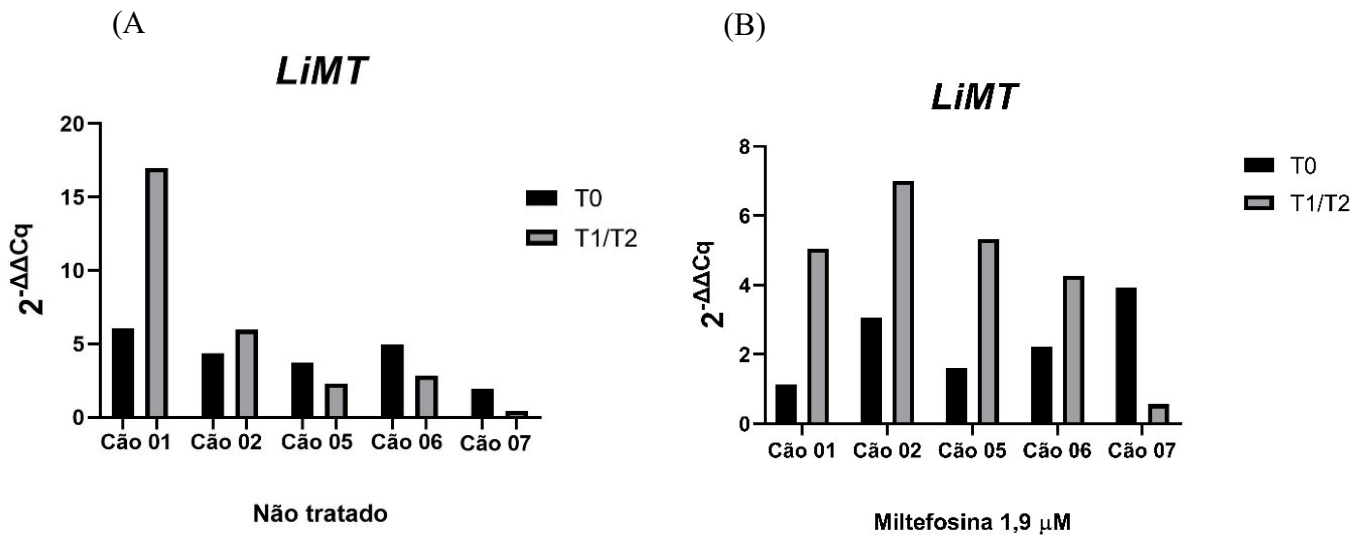 (A
LiMT
20
15
10
5
0
2-ΔΔCq
Cão 01 Cão 02 Cão 05 Cão 06 Cão 07
Não tratado
T0
T1/T2
(B)
LiMT
8
6
4
2
0
2-ΔΔCq
Cão 01 Cão 02 Cão 05 Cão 06 Cão 07
Miltefosina 1,9 μM
T0
T1/T2